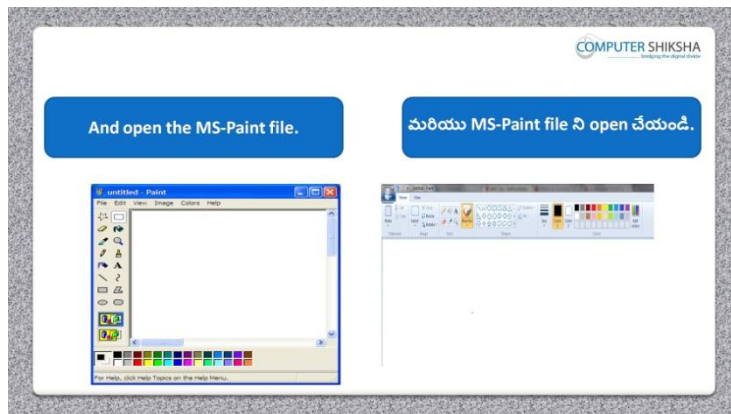 COMPUTER SHIKSHA
bridging the digital divide
And open the MS-Paint file.
మరియు MS-Paint file ని open చేయండి.
untitled - Paint
File Edit View Image Colors Help
For Help, click Help Topics on the Help Menu.